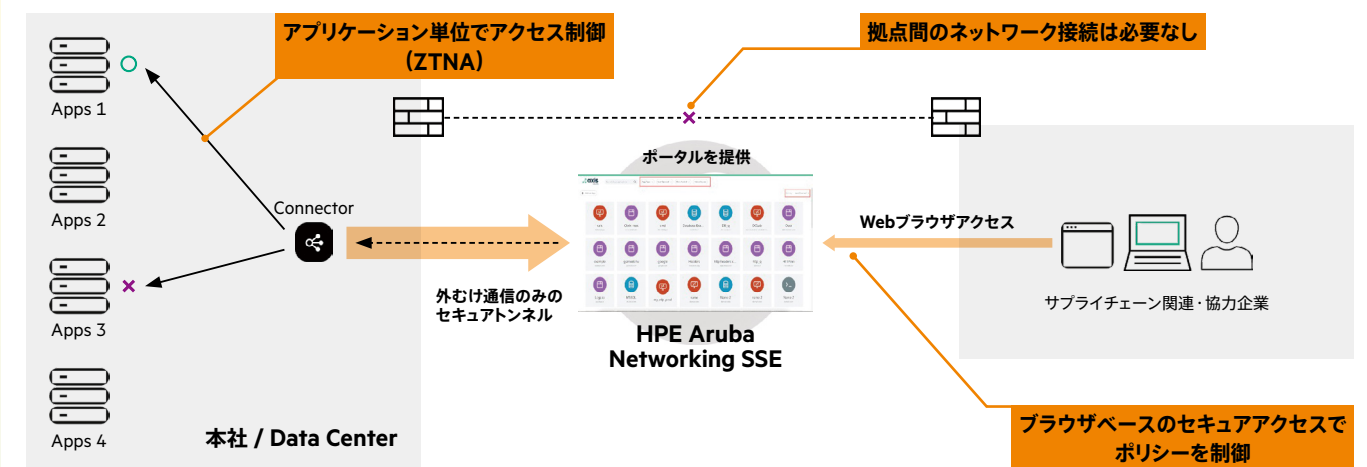 アプリケーション単位でアクセス制御
（ZTNA）
拠点間のネットワーク接続は必要なし
Apps 1
Apps 2
Apps 3
Apps 4
Connector
本社 / Data Center
外むけ通信のみの
セキュアトンネル
ポータルを提供
axis
HPE Aruba
Networking SSE
Webブラウザアクセス
サプライチェーン関連・協力企業
ブラウザベースのセキュアアクセスで
ポリシーを制御